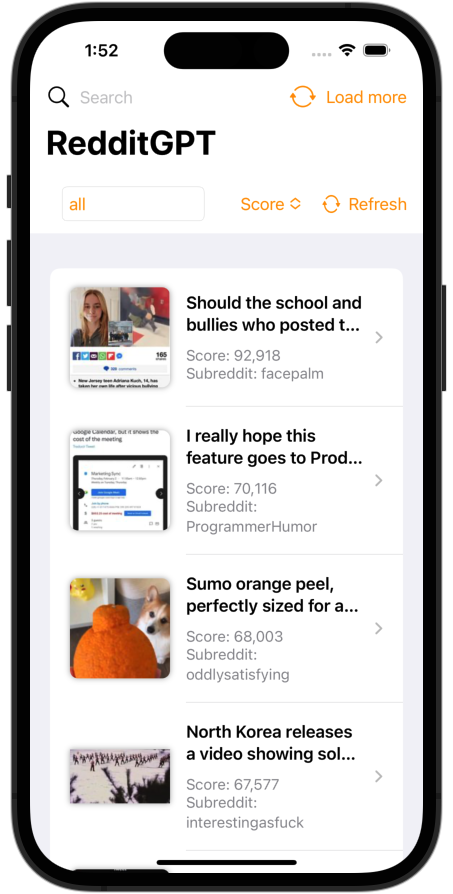 1:52
Search
Load more
RedditGPT
all
Score
Refresh
Should the school and
bullies who posted t...
Score: 92,918
Subreddit: facepalm
165
New Jersey teen Adriana Kuch, 14, has
taken her own life after vicious bullying
I really hope this
feature goes to Prod...
Score: 70,116
Subreddit:
ProgrammerHumor
Google Calendar, but it shows the
cost of the meeting
Marketing Sync
Sumo orange peel,
perfectly sized for a...
Score: 68,003
Subreddit:
oddlysatisfying
North Korea releases
a video showing sol...
Score: 67,577
Subreddit:
interestingasfuck